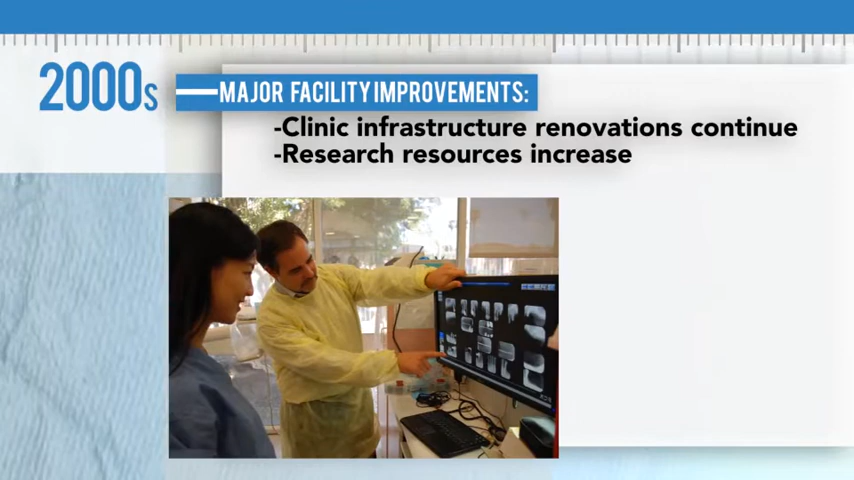 2000s
MAJOR FACILITY IMPROVEMENTS:
-Clinic infrastructure renovations continue
-Research resources increase